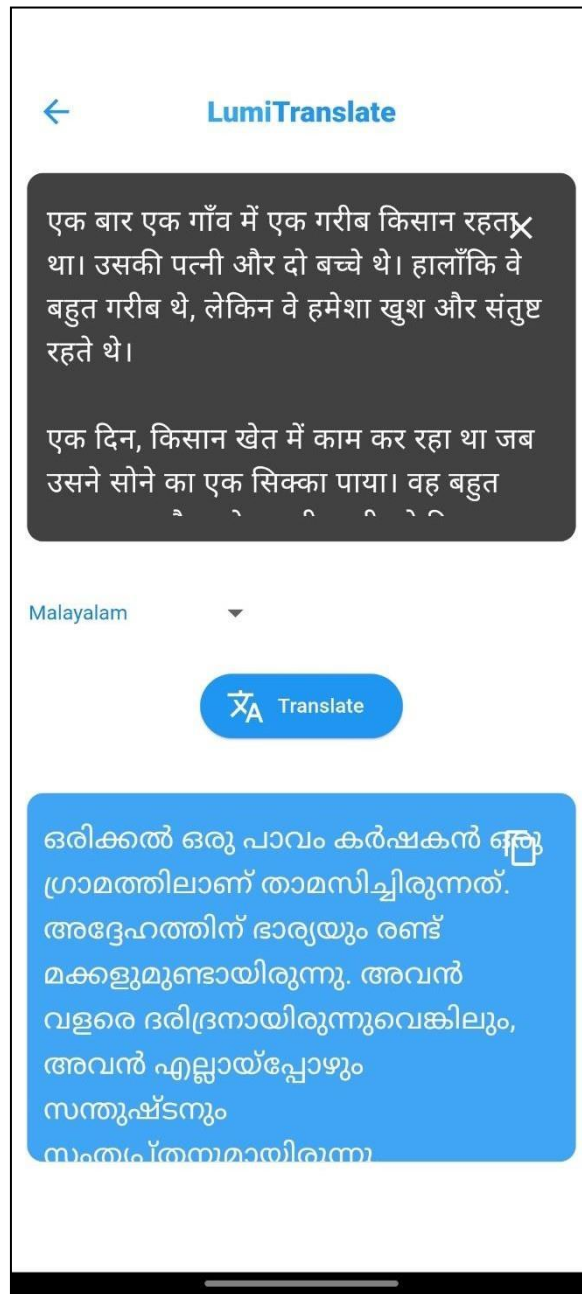 LumiTranslate
एक बार एक गाँव में एक गरीब किसान रहता
था। उसकी पत्नी और दो बच्चे थे। हालाँकि वे
बहुत गरीब थे, लेकिन वे हमेशा खुश और संतुष्ट
रहते थे।
एक दिन, किसान खेत में काम कर रहा था जब
उसने सोने का एक सिक्का पाया। वह बहुत
Malayalam
Translate
ഒരിക്കൽ ഒരു പാവം കർഷകൻ ഒരു
ഗ്രാമത്തിലാണ് താമസിച്ചിരുന്നത്.
അദ്ദേഹത്തിന് ഭാര്യയും രണ്ട്
മക്കളുമുണ്ടായിരുന്നു. അവൻ
വളരെ ദരിദ്രനായിരുന്നുവെങ്കിലും,
അവൻ എല്ലായ്പ്പോഴും
സന്തുഷ്ടനും
സംതൃപ്തനുമായിരുന്നു